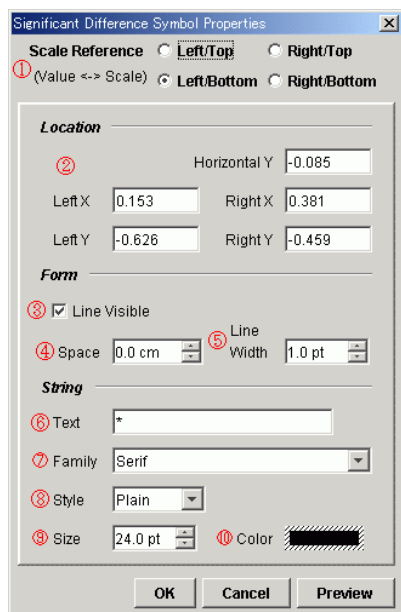 Significant Difference Symbol Properties
Scale Reference Left/Top Right/Top
① (Value <-> Scale) Left/Bottom Right/Bottom
Location
② Horizontal Y -0.085
Left X 0.153 Right X 0.381
Left Y -0.626 Right Y -0.459
Form
③ Line Visible
④ Space 0.0 cm ⑤ Line Width 1.0 pt
String
⑥ Text *
⑦ Family Serif
⑧ Style Plain
⑨ Size 24.0 pt ⑩ Color
OK Cancel Preview